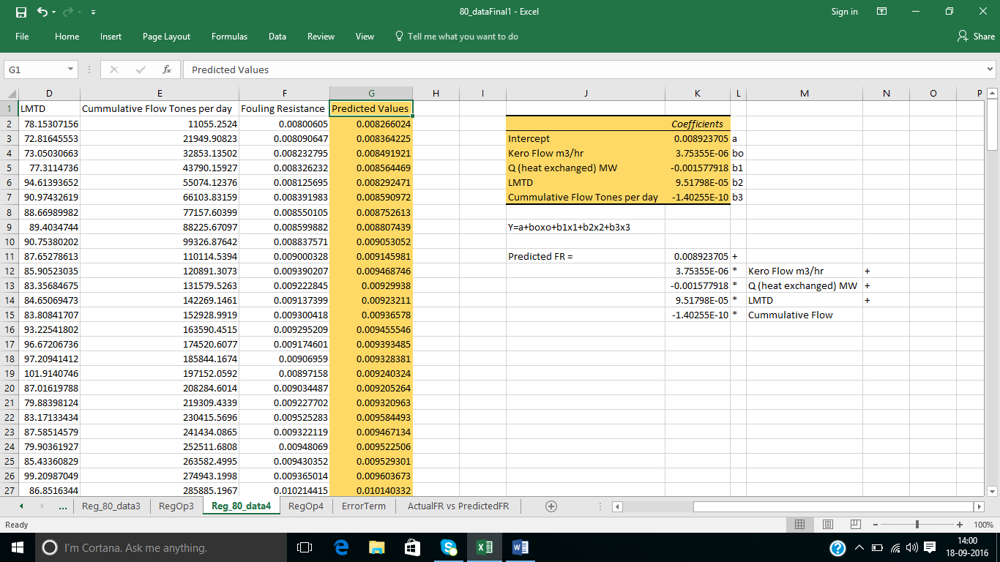 80_dataFinal1 - Excel
Sign in
File Home Insert Page Layout Formulas Data Review View Tell me what you want to do Share
G1 fx Predicted Values
D E F G H I J K L M N O P
1 LMTD Cummulative Flow Tones per day Fouling Resistance Predicted Values
2 78.15307156 11055.2524 0.00800605 0.008266024 Coefficients
3 72.81645553 21949.90823 0.008090647 0.008364225 Intercept 0.008923705 a
4 73.05030663 32853.13502 0.008232795 0.008491921 Kero Flow m3/hr 3.75355E-06 bo
5 77.3114736 43790.15927 0.008326232 0.008564469 Q (heat exchanged) MW -0.001577918 b1
6 94.61393652 55074.12376 0.008125695 0.008292471 LMTD 9.51798E-05 b2
7 90.97432619 66103.83159 0.008391983 0.008590972 Cummulative Flow Tones per day -1.40255E-10 b3
8 88.66989982 77157.60399 0.008550105 0.008752613
9 89.4034744 88225.67097 0.008599882 0.008807439 Y=a+boxo+b1x1+b2x2+b3x3
10 90.75380202 99326.87642 0.008837571 0.009053052
11 87.65278613 110114.5394 0.009000328 0.009145981 Predicted FR = 0.008923705 +
12 85.90523035 120891.3073 0.009390207 0.009468746 3.75355E-06 * Kero Flow m3/hr +
13 83.35684675 131579.5263 0.009222845 0.00929938 -0.001577918 * Q (heat exchanged) MW +
14 84.65069473 142269.1461 0.009137399 0.00923211 9.51798E-05 * LMTD +
15 83.80841707 152928.9919 0.009300418 0.00936578 -1.40255E-10 * Cummulative Flow
16 93.22541802 163590.4515 0.009295209 0.009455546
17 96.67206736 174520.6077 0.009174601 0.009393485
18 97.20941412 185844.1674 0.00906959 0.009328381
19 101.9140746 197152.0592 0.00897158 0.009240324
20 87.01619788 208284.6014 0.009034487 0.009205264
21 79.88398124 219309.4339 0.009227702 0.009320963
22 83.17133434 230415.5696 0.009525283 0.009584493
23 87.58514579 241434.0865 0.009322119 0.009467134
24 79.90361927 252511.6808 0.00948069 0.009522506
25 85.43360829 263582.4995 0.009430352 0.009529301
26 99.20987049 274943.1998 0.009365014 0.009603673
27 86.8516344 285885.1967 0.010214415 0.010140332
... Reg_80_data3 RegOp3 Reg_80_data4 RegOp4 ErrorTerm ActualFR vs PredictedFR
Ready 100%
I'm Cortana. Ask me anything.
14:00
18-09-2016